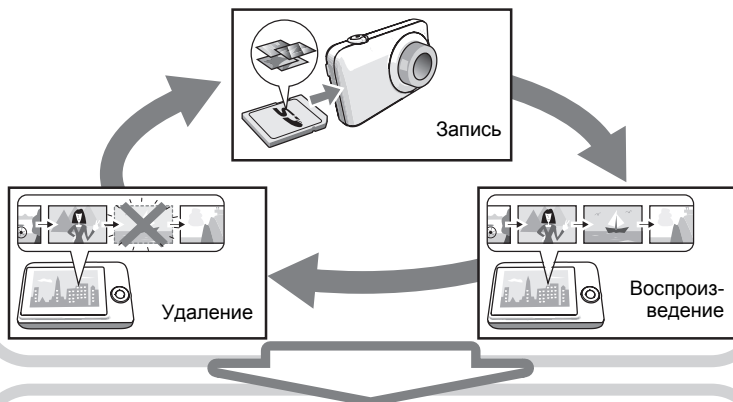 Запись
Удаление
Воспроиз-
ведение